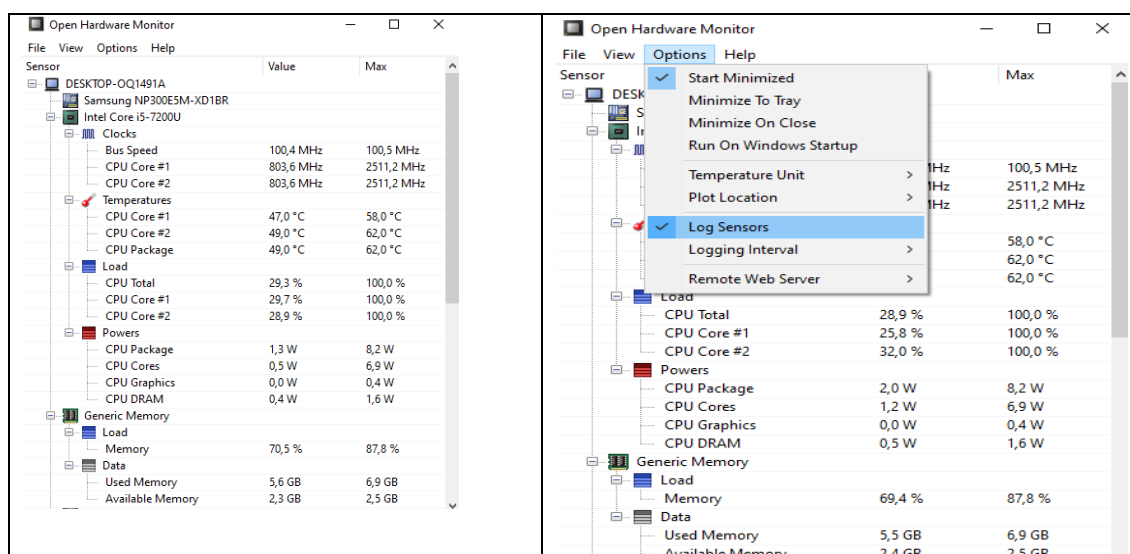 Open Hardware Monitor
File View Options Help
Sensor Value Max
DESKTOP-OQ1491A
Samsung NP300E5M-XD1BR
Intel Core i5-7200U
Clocks
Bus Speed 100,4 MHz 100,5 MHz
CPU Core #1 803,6 MHz 2511,2 MHz
CPU Core #2 803,6 MHz 2511,2 MHz
Temperatures
CPU Core #1 47,0 °C 58,0 °C
CPU Core #2 49,0 °C 62,0 °C
CPU Package 49,0 °C 62,0 °C
Load
CPU Total 29,3 % 100,0 %
CPU Core #1 29,7 % 100,0 %
CPU Core #2 28,9 % 100,0 %
Powers
CPU Package 1,3 W 8,2 W
CPU Cores 0,5 W 6,9 W
CPU Graphics 0,0 W 0,4 W
CPU DRAM 0,4 W 1,6 W
Generic Memory
Load
Memory 70,5 % 87,8 %
Data
Used Memory 5,6 GB 6,9 GB
Available Memory 2,3 GB 2,5 GB
Open Hardware Monitor
File View Options Help
Sensor Max
DESK
S
Ir
Start Minimized
Minimize To Tray
Minimize On Close
Run On Windows Startup
Temperature Unit
Plot Location
Log Sensors
Logging Interval
Remote Web Server
1Hz 100,5 MHz
1Hz 2511,2 MHz
1Hz 2511,2 MHz
58,0 °C
62,0 °C
62,0 °C
Load
CPU Total 28,9 % 100,0 %
CPU Core #1 25,8 % 100,0 %
CPU Core #2 32,0 % 100,0 %
Powers
CPU Package 2,0 W 8,2 W
CPU Cores 1,2 W 6,9 W
CPU Graphics 0,0 W 0,4 W
CPU DRAM 0,5 W 1,6 W
Generic Memory
Load
Memory 69,4 % 87,8 %
Data
Used Memory 5,5 GB 6,9 GB
Available Memory 2,4 GB 2,5 GB